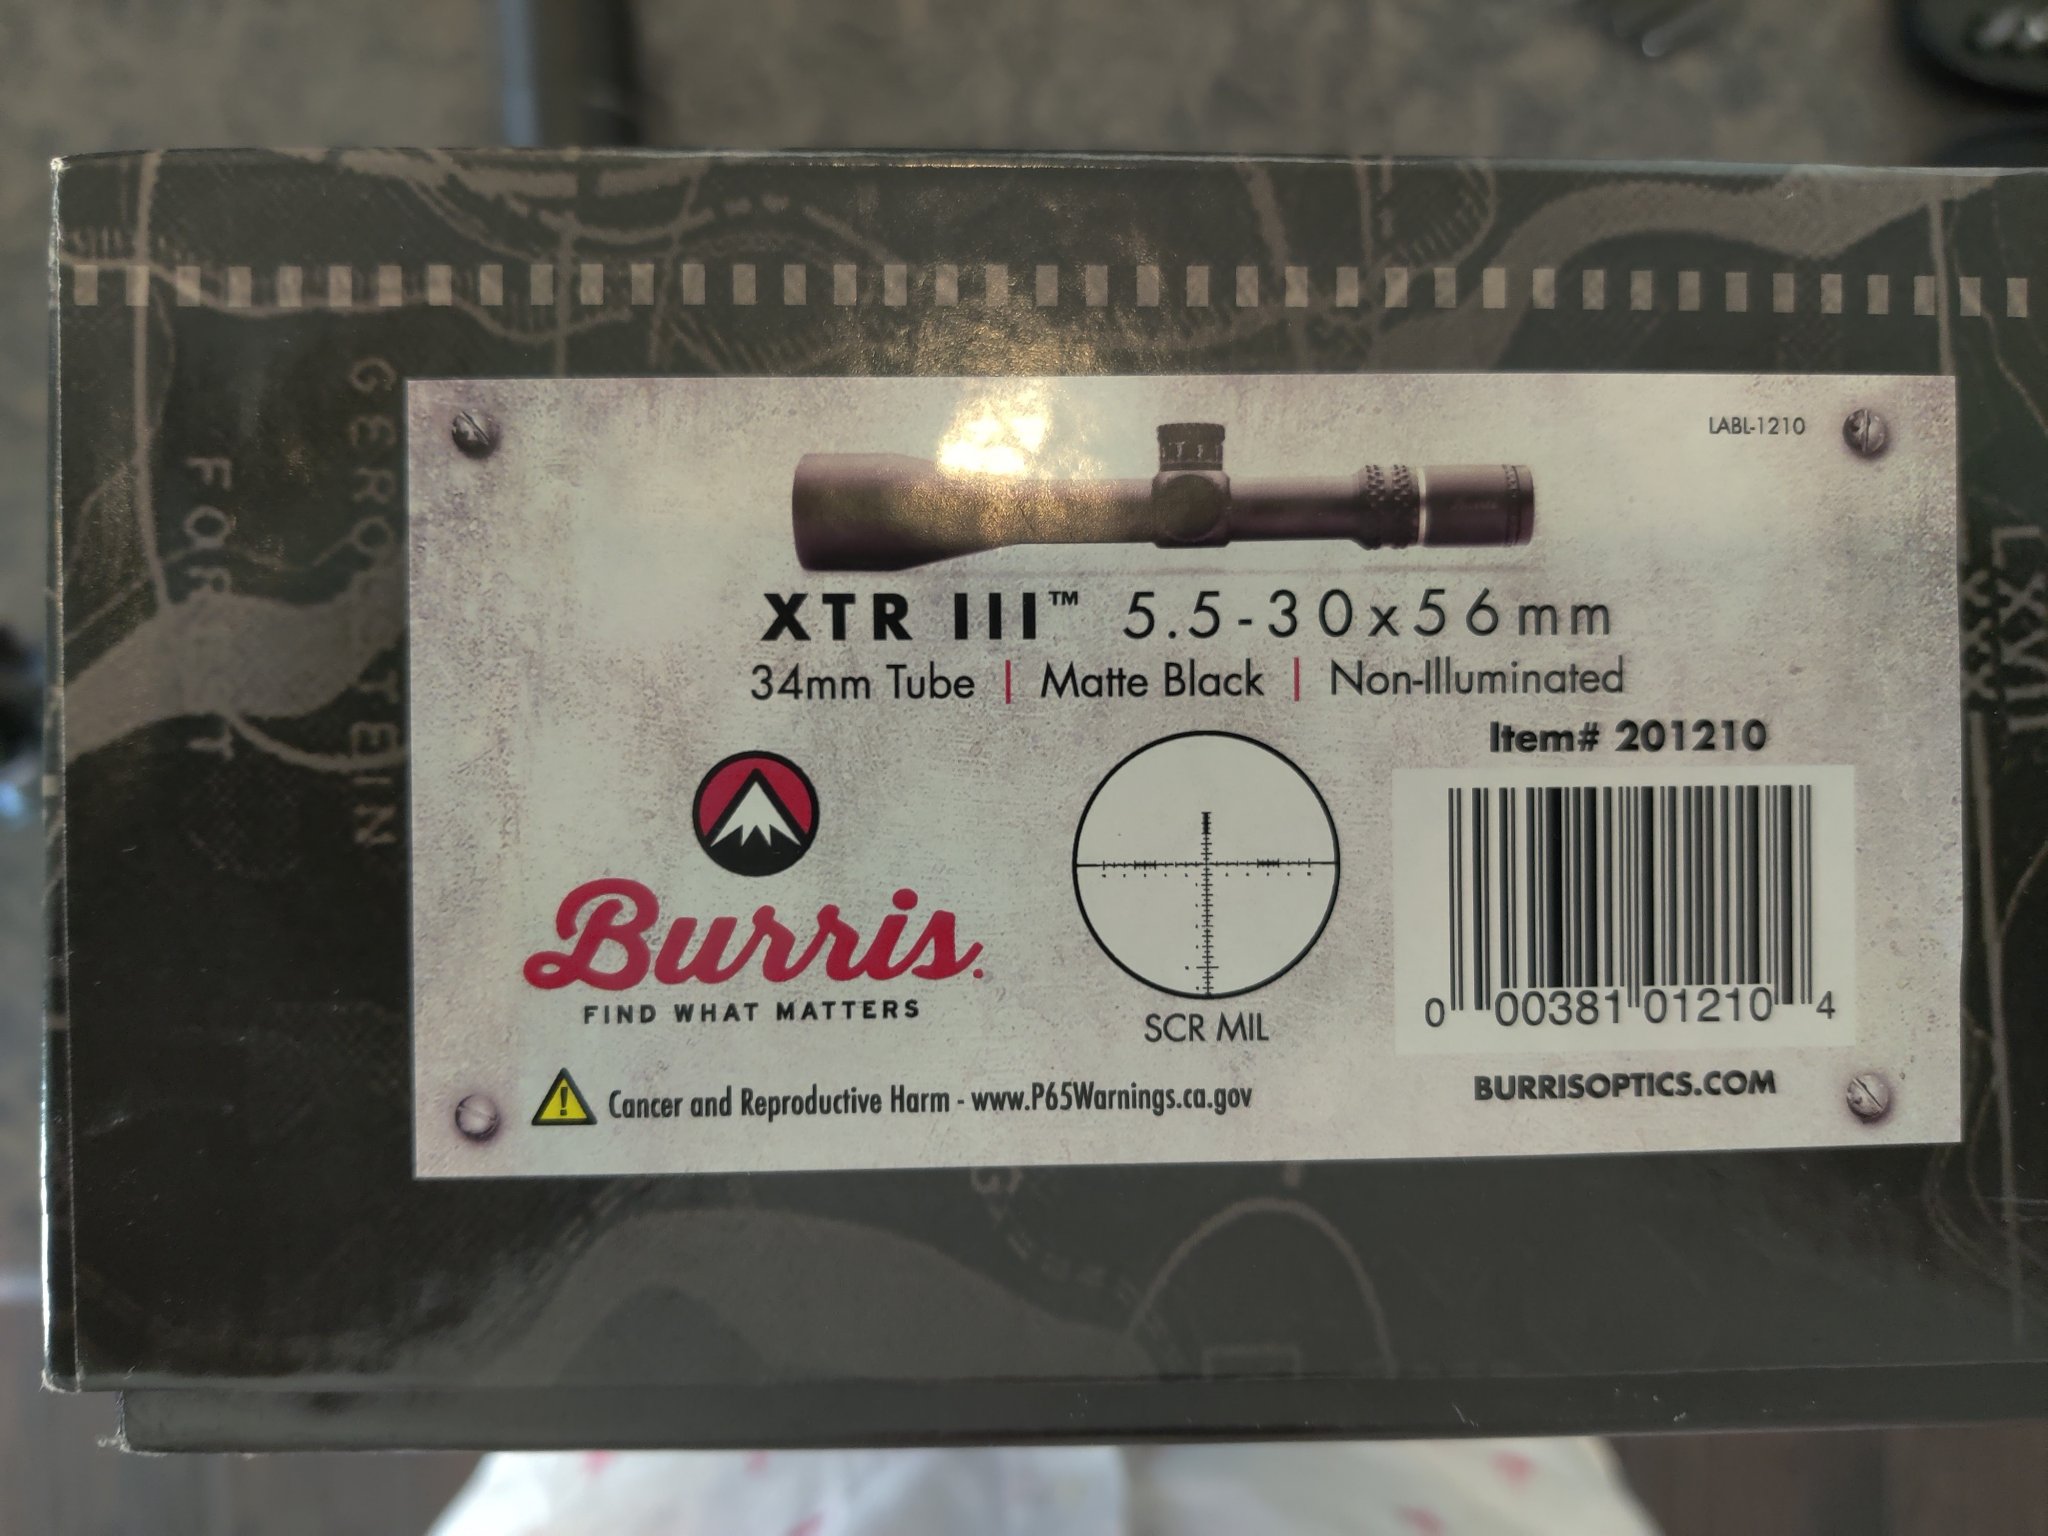 GEROLSTEIN
LABL-1210
XTR III™ 5.5-30x56mm
34mm Tube | Matte Black | Non-Illuminated
Item# 201210
Burris.
FIND WHAT MATTERS
SCR MIL
0 00381 01210 4
Cancer and Reproductive Harm - www.P65Warnings.ca.gov
BURRISOPTICS.COM